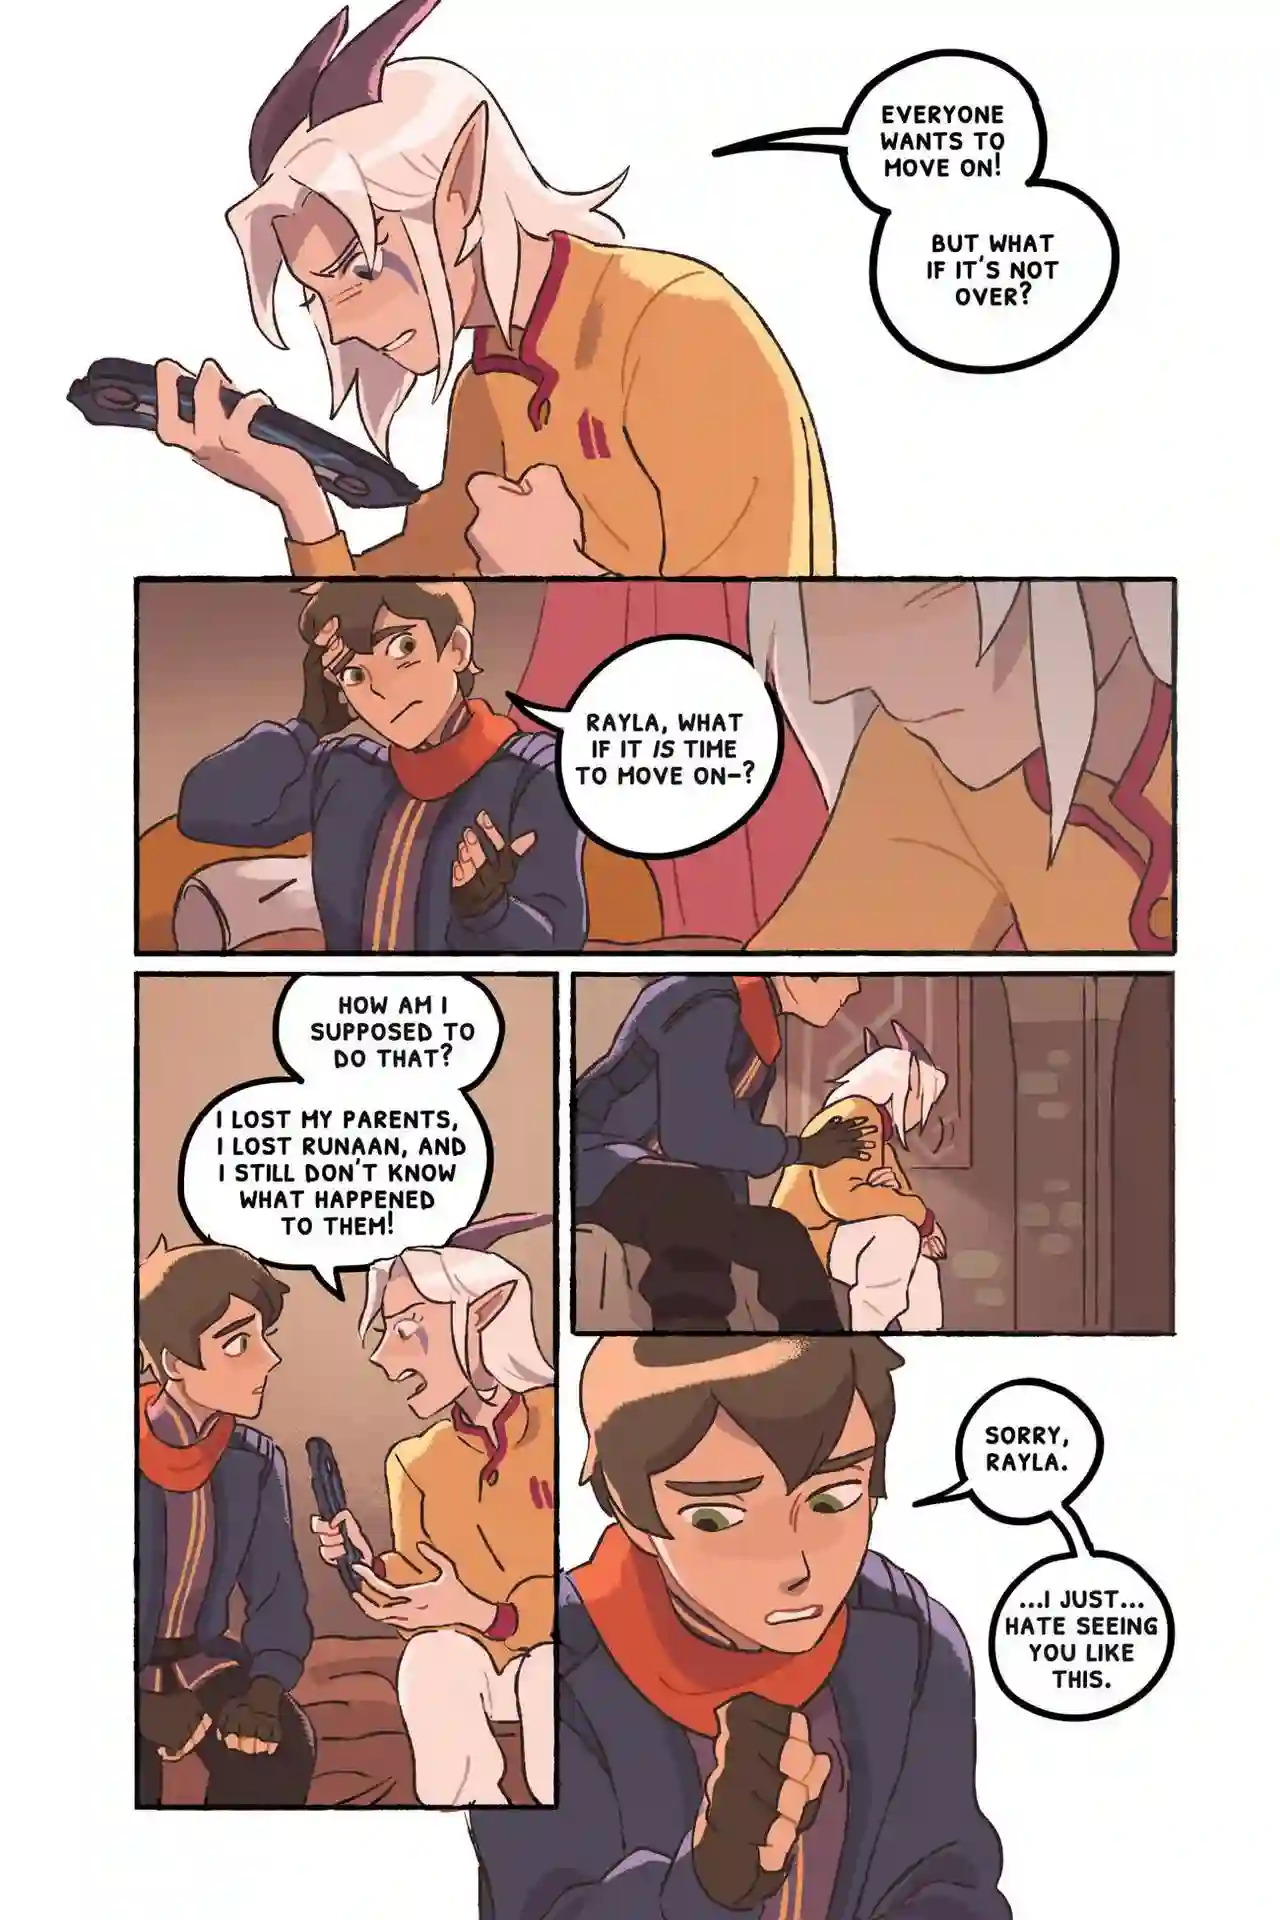 EVERYONE
WANTS TO
MOVE ON!
BUT WHAT
IF IT'S NOT
OVER?
RAYLA, WHAT
IF IT IS TIME
TO MOVE ON-?
HOW AM I
SUPPOSED TO
DO THAT?
I LOST MY PARENTS,
I LOST RUNAAN, AND
I STILL DON'T KNOW
WHAT HAPPENED
TO THEM!
SORRY,
RAYLA.
...I JUST...
HATE SEEING
YOU LIKE
THIS.